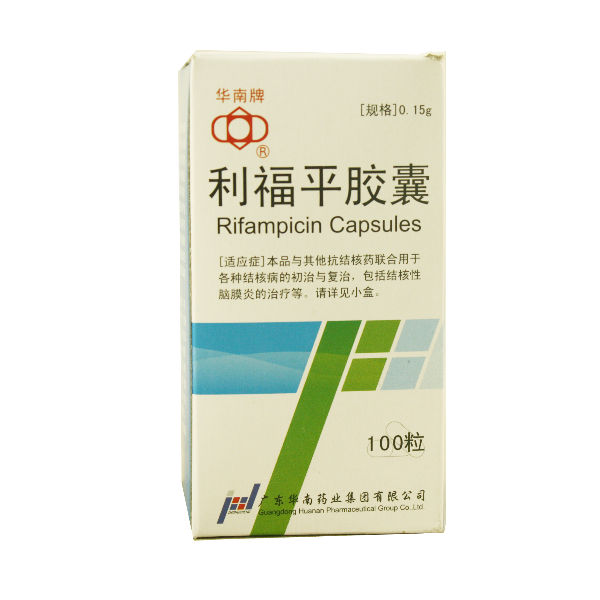 华南牌
[规格]0.15g
®
利福平胶囊
Rifampicin Capsules
[适应症]本品与其他抗结核药联合用于
各种结核病的初治与复治，包括结核性
脑膜炎的治疗等。请详见小盒。
100粒
广东华南药业集团有限公司
Guangdong Huanan Pharmaceutical Group Co.,Ltd.